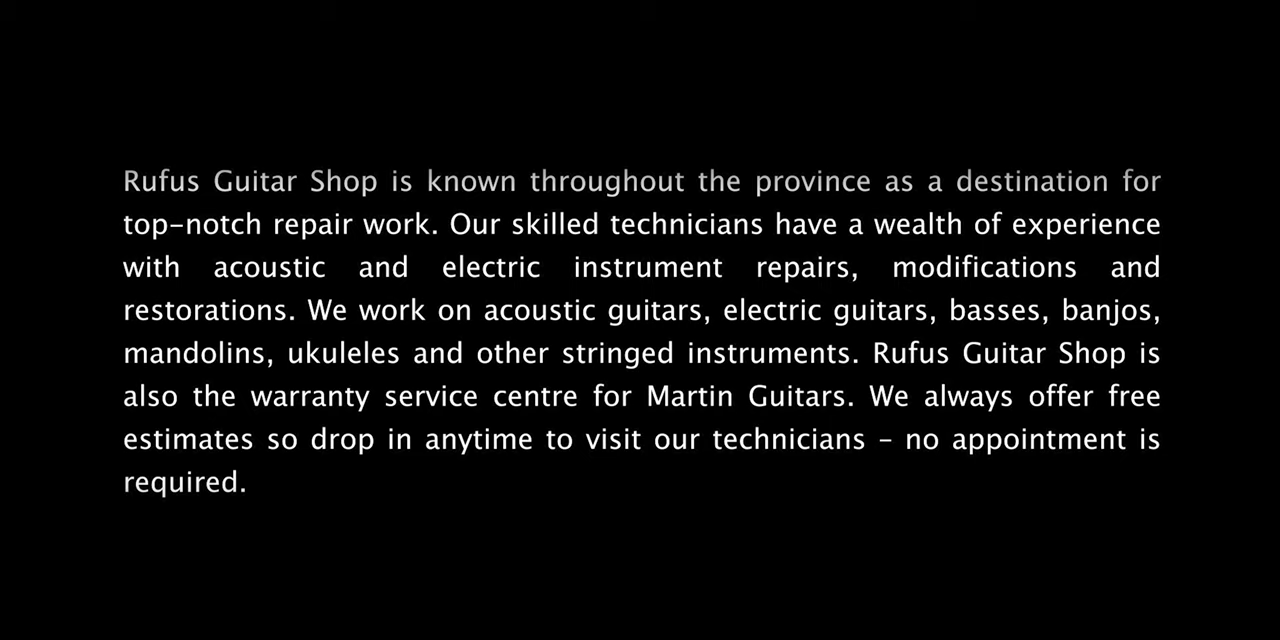 Rufus Guitar Shop is known throughout the province as a destination for
top-notch repair work. Our skilled technicians have a wealth of experience
with acoustic and electric instrument repairs, modifications and
restorations. We work on acoustic guitars, electric guitars, basses, banjos,
mandolins, ukuleles and other stringed instruments. Rufus Guitar Shop is
also the warranty service centre for Martin Guitars. We always offer free
estimates so drop in anytime to visit our technicians – no appointment is
required.